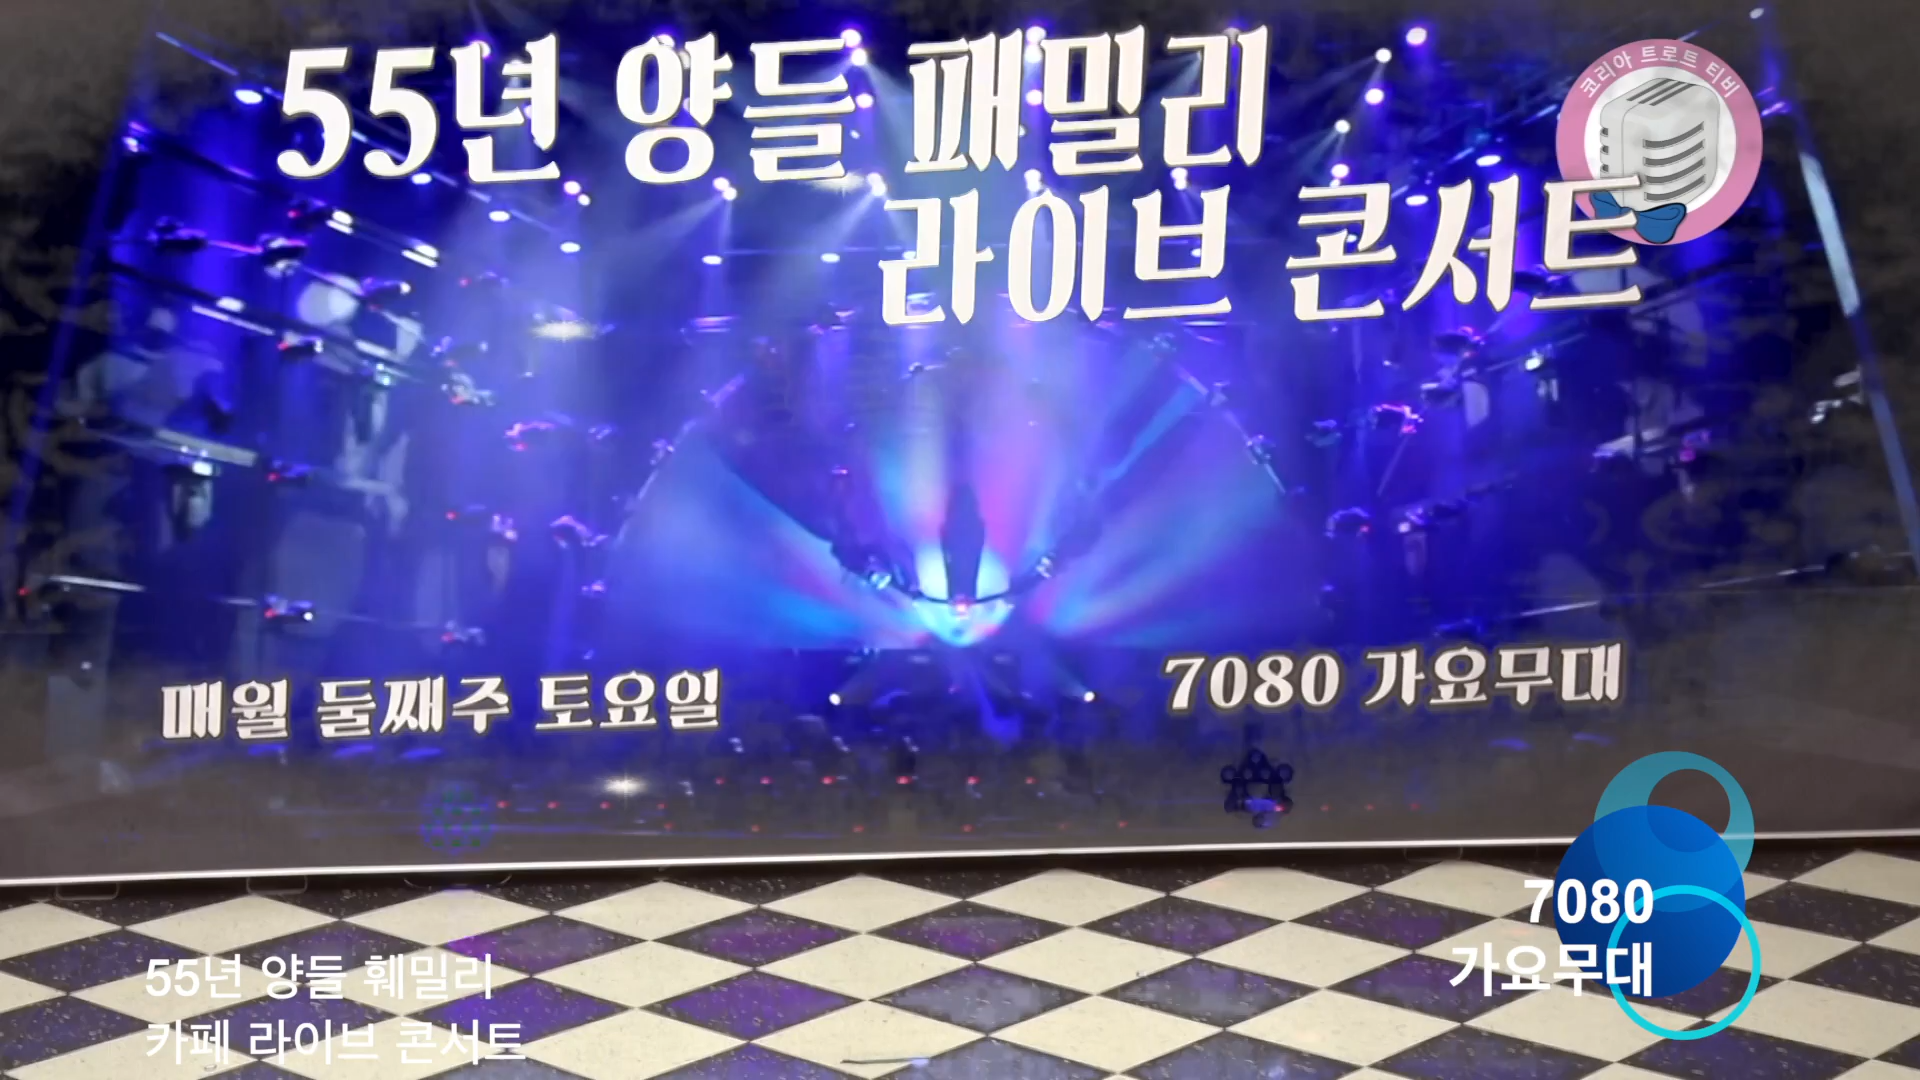 55년 양들 패밀리
코리아 트로트 티비
라이브 콘서트
매월 둘째주 토요일
7080 가요무대
7080
가요무대
55년 양들 훼밀리
카페 라이브 콘서트